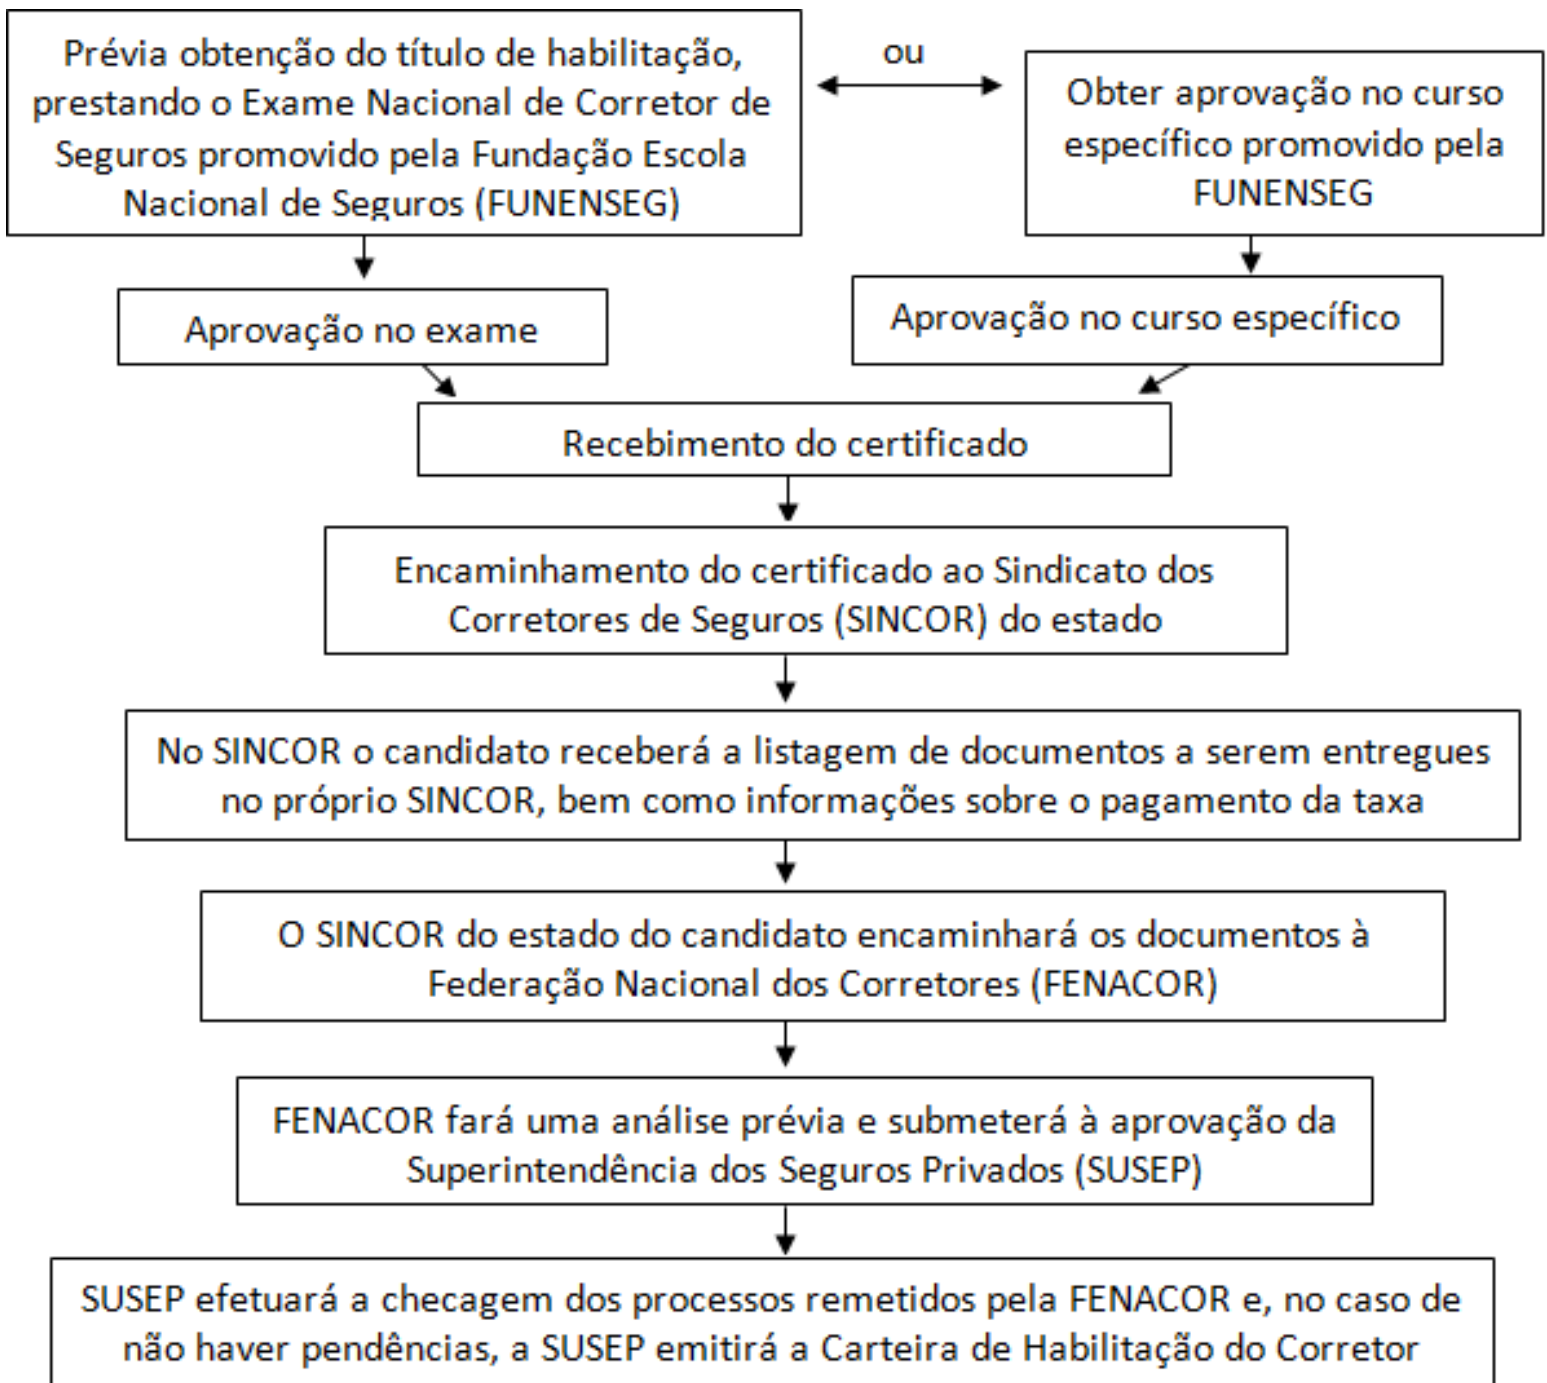 Prévia obtenção do título de habilitação,
prestando o Exame Nacional de Corretor de
Seguros promovido pela Fundação Escola
Nacional de Seguros (FUNENSEG)
ou
Obter aprovação no curso
específico promovido pela
FUNENSEG
Aprovação no exame
Aprovação no curso específico
Recebimento do certificado
Encaminhamento do certificado ao Sindicato dos
Corretores de Seguros (SINCOR) do estado
No SINCOR o candidato receberá a listagem de documentos a serem entregues
no próprio SINCOR, bem como informações sobre o pagamento da taxa
O SINCOR do estado do candidato encaminhará os documentos à
Federação Nacional dos Corretores (FENACOR)
FENACOR fará uma análise prévia e submeterá à aprovação da
Superintendência dos Seguros Privados (SUSEP)
SUSEP efetuará a checagem dos processos remetidos pela FENACOR e, no caso de
não haver pendências, a SUSEP emitirá a Carteira de Habilitação do Corretor